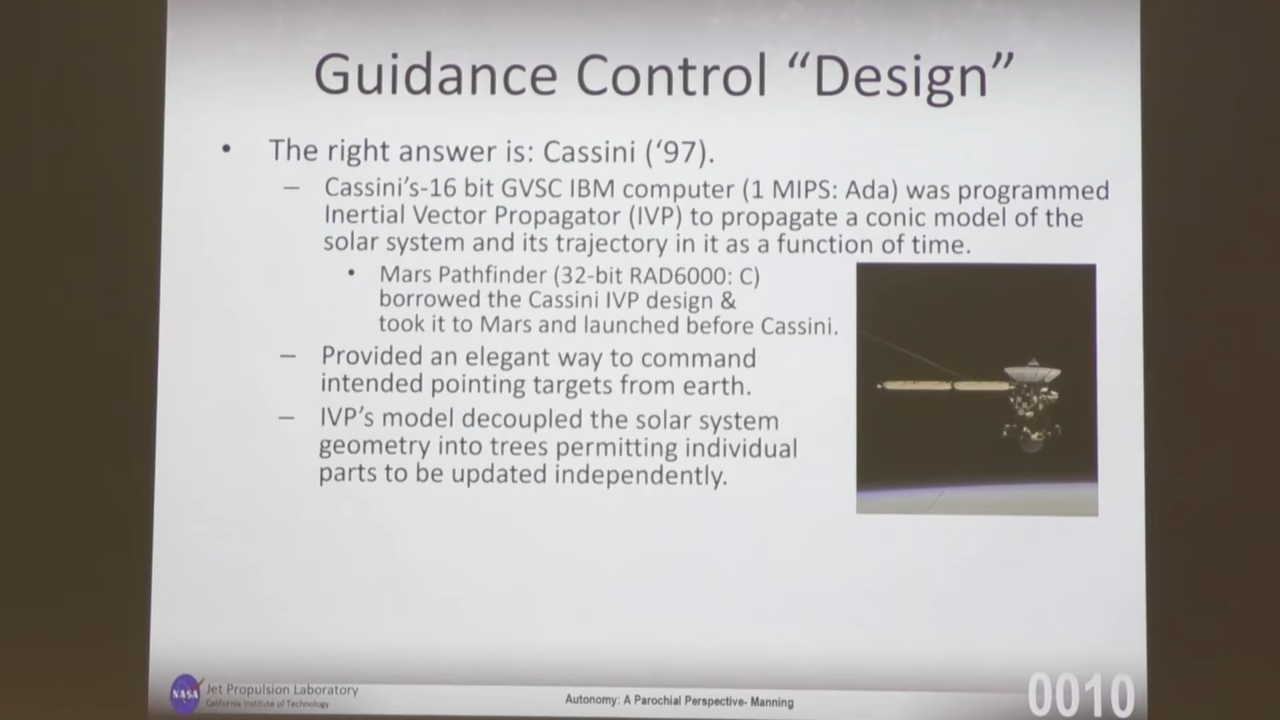 Guidance Control “Design”
• The right answer is: Cassini (‘97).
– Cassini’s-16 bit GVSC IBM computer (1 MIPS: Ada) was programmed
Inertial Vector Propagator (IVP) to propagate a conic model of the
solar system and its trajectory in it as a function of time.
• Mars Pathfinder (32-bit RAD6000: C)
borrowed the Cassini IVP design &
took it to Mars and launched before Cassini.
– Provided an elegant way to command
intended pointing targets from earth.
– IVP’s model decoupled the solar system
geometry into trees permitting individual
parts to be updated independently.
NASA
Jet Propulsion Laboratory
California Institute of Technology
Autonomy: A Parochial Perspective- Manning
0010